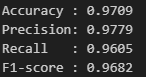 Accuracy : 0.9709
Precision: 0.9779
Recall   : 0.9605
F1-score : 0.9682